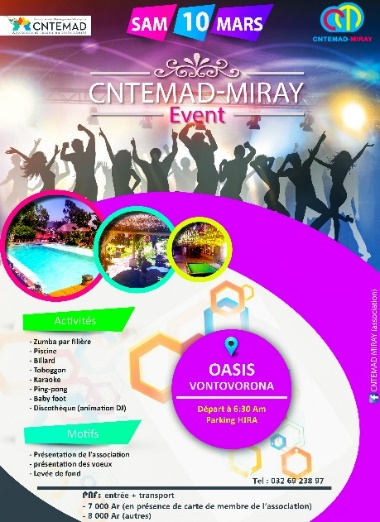 CNTEMAD
SAM 10 MARS
CNTEMAD-MIRAY
CNTEMAD-MIRAY
Event
Activités
- Zumba par filière
- Piscine
- Billard
- Toboggon
- Karaoke
- Ping-pong
- Baby foot
- Discothèque (animation DJ)
OASIS
VONTOVORONA
Départ à 6:30 Am
Parking HIRA
CNTEMAD MIRAY (association)
Motifs
- Présentation de l'association
- présentation des voeux
- Levée de fond
Tel : 032 69 238 97
PAF: entrée + transport
- 7 000 Ar (en présence de carte de membre de l'association)
- 8 000 Ar (autres)